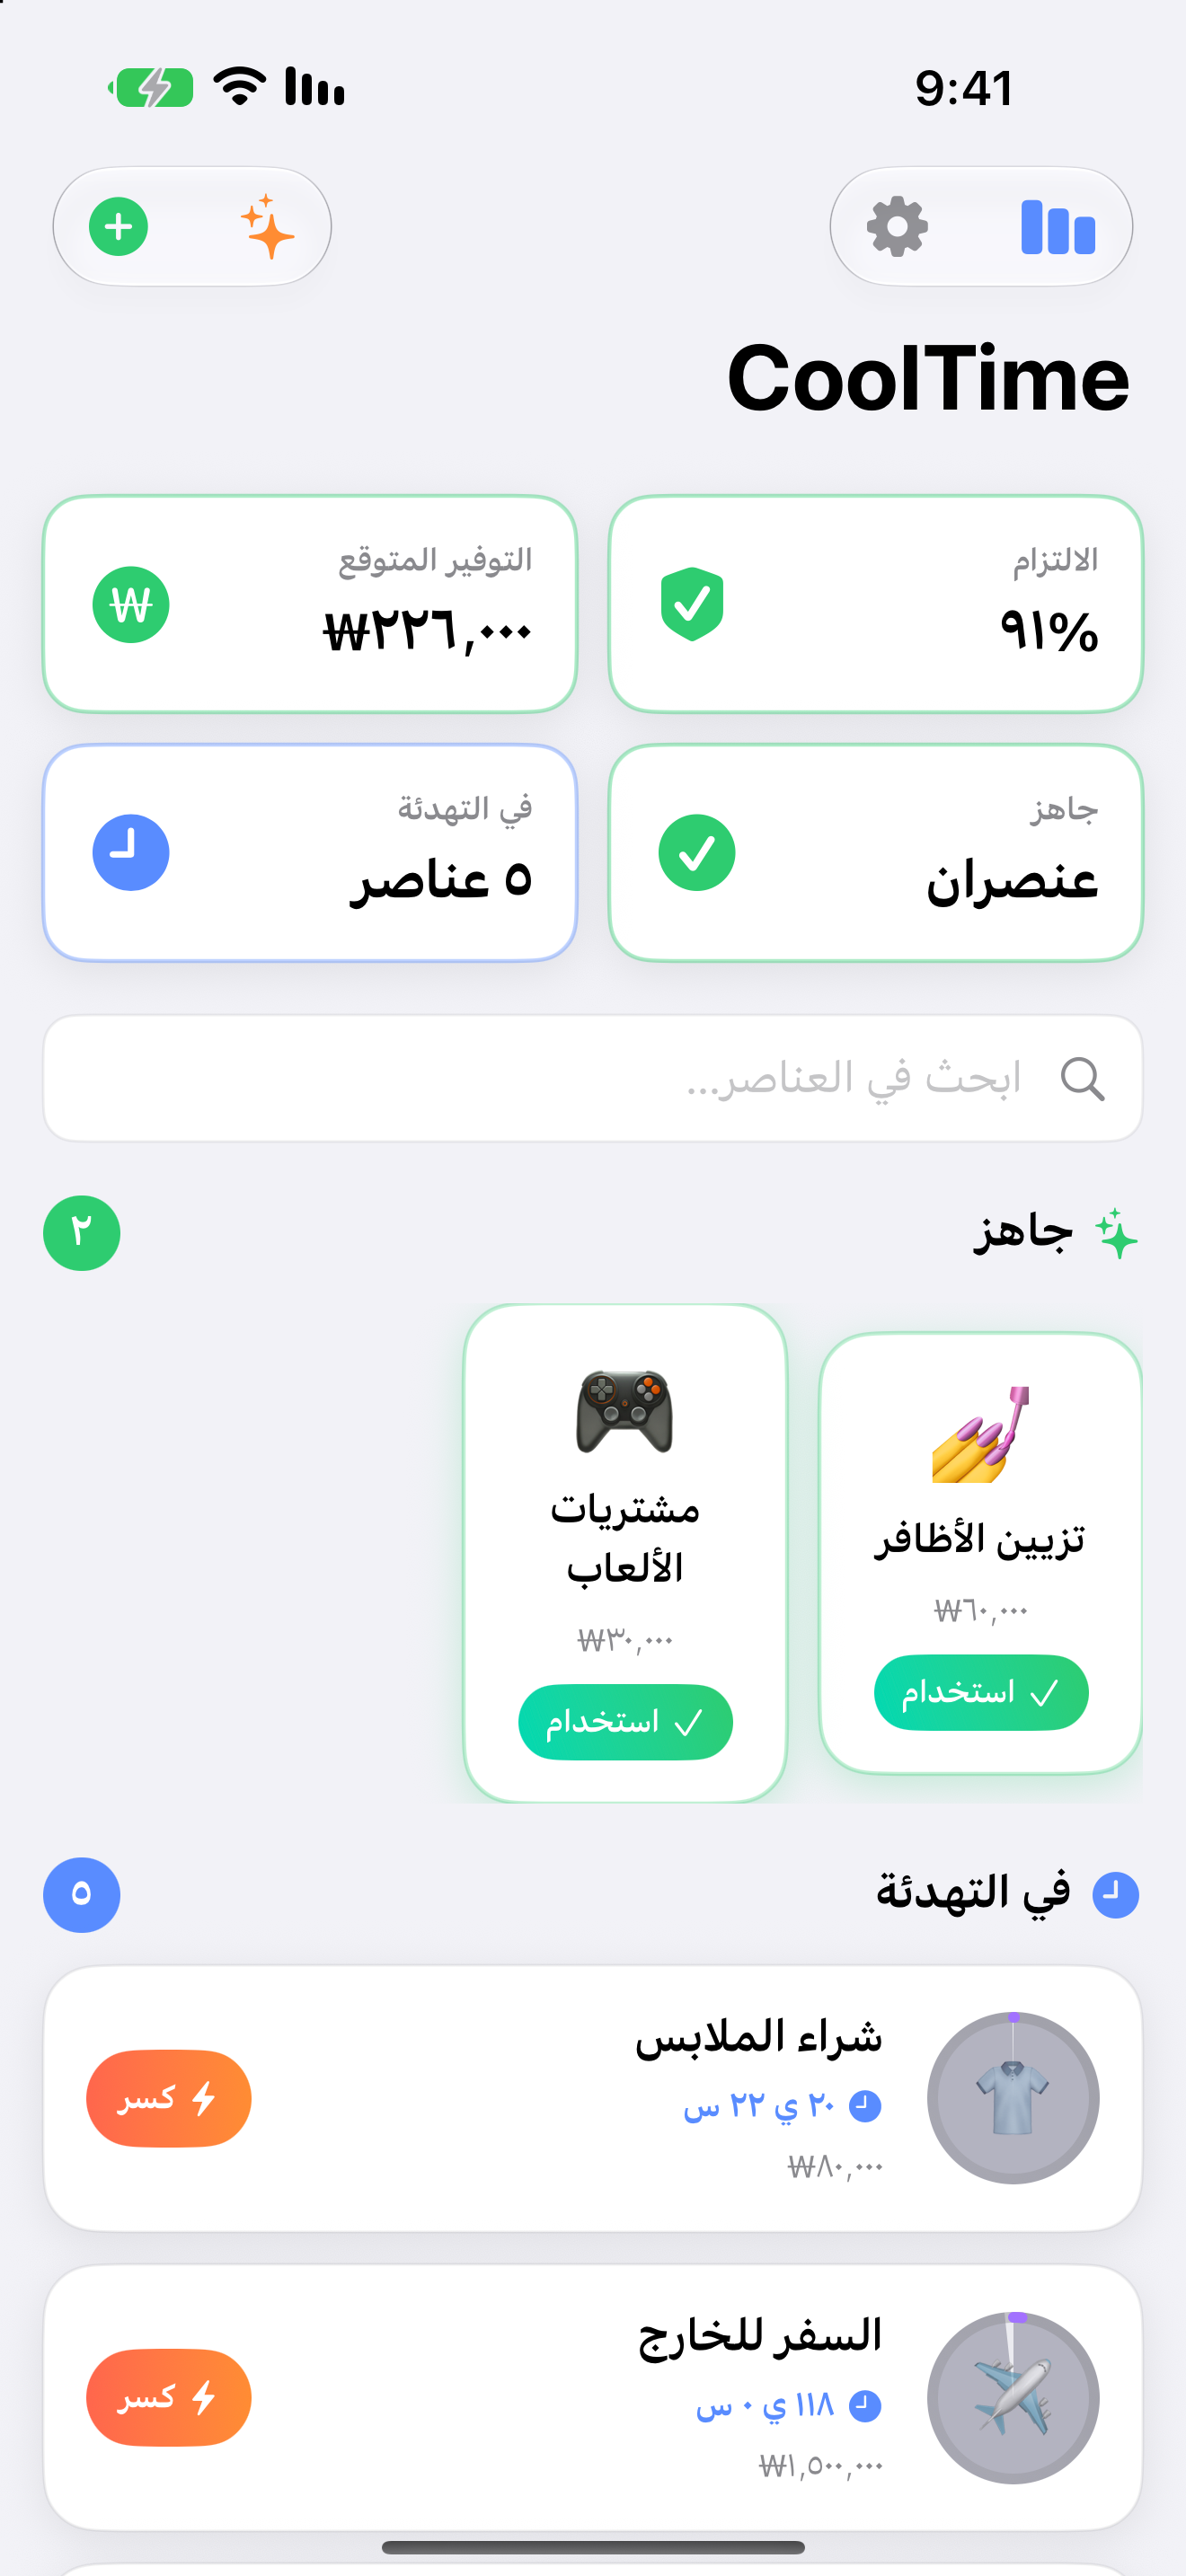 9:41
CoolTime
الالتزام
٩١%
التوفير المتوقع
₩٢٢٦,٠٠٠
جاهز
عنصران
في التهدئة
٥ عناصر
ابحث في العناصر...
جاهز
٢
تزيين الأظافر
₩٦٠,٠٠٠
استخدام
مشتريات
الألعاب
₩٣٠,٠٠٠
استخدام
في التهدئة
٥
شراء الملابس
٢٠ ي ٢٢ س
₩٨٠,٠٠٠
كسر
السفر للخارج
١١٨ ي ٠ س
₩١,٥٠٠,٠٠٠
كسر